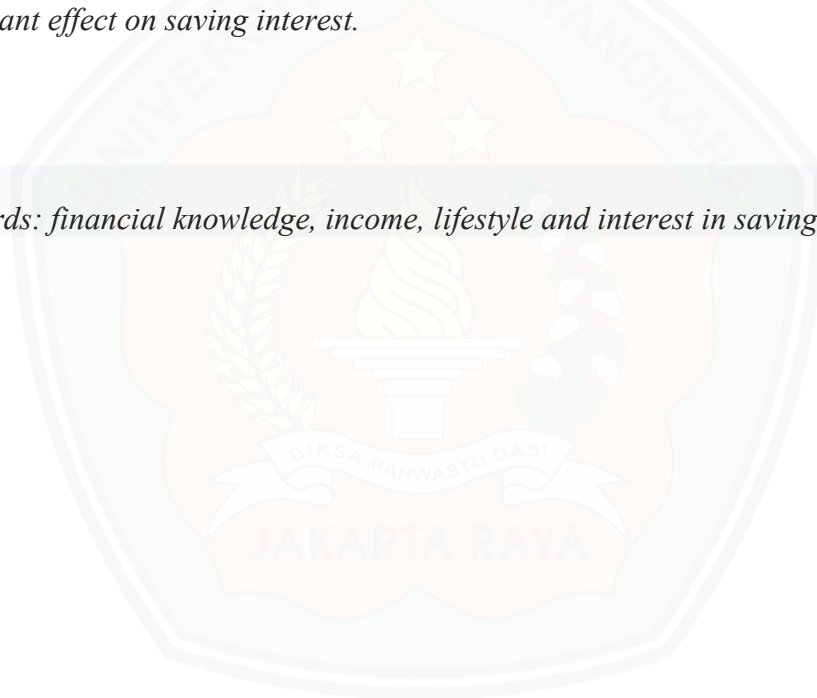 ant effect on saving interest.
AYANGKARA
rds: financial knowledge, income, lifestyle and interest in saving
BIKSA MAHWASTU DASI
JAKARTA RAYA